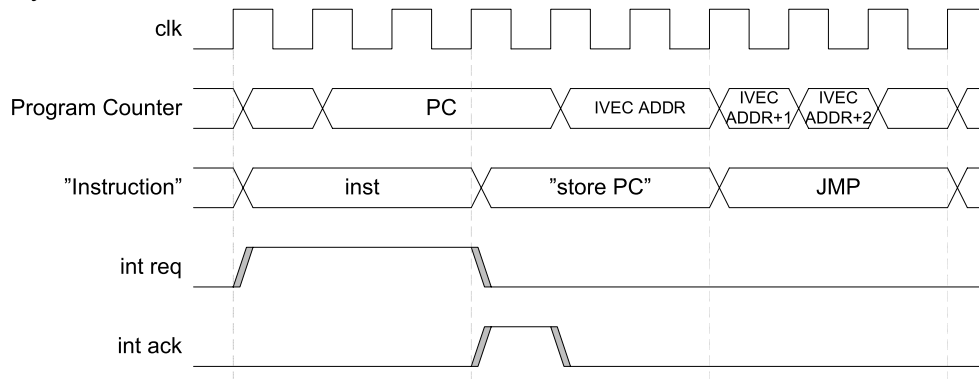 clk
Program Counter
PC
IVEC ADDR
IVEC
ADDR+1
IVEC
ADDR+2
”Instruction”
inst
”store PC”
JMP
int req
int ack